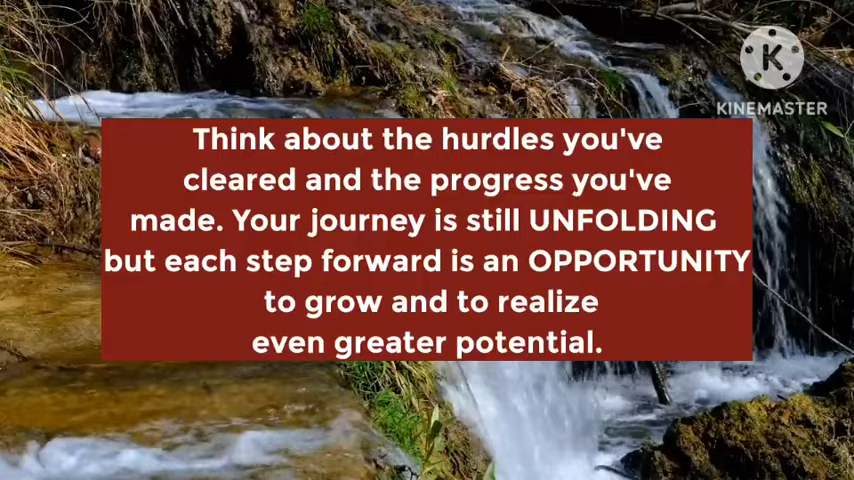 K
KINEMASTER
Think about the hurdles you've
cleared and the progress you've
made. Your journey is still UNFOLDING
but each step forward is an OPPORTUNITY
to grow and to realize
even greater potential.